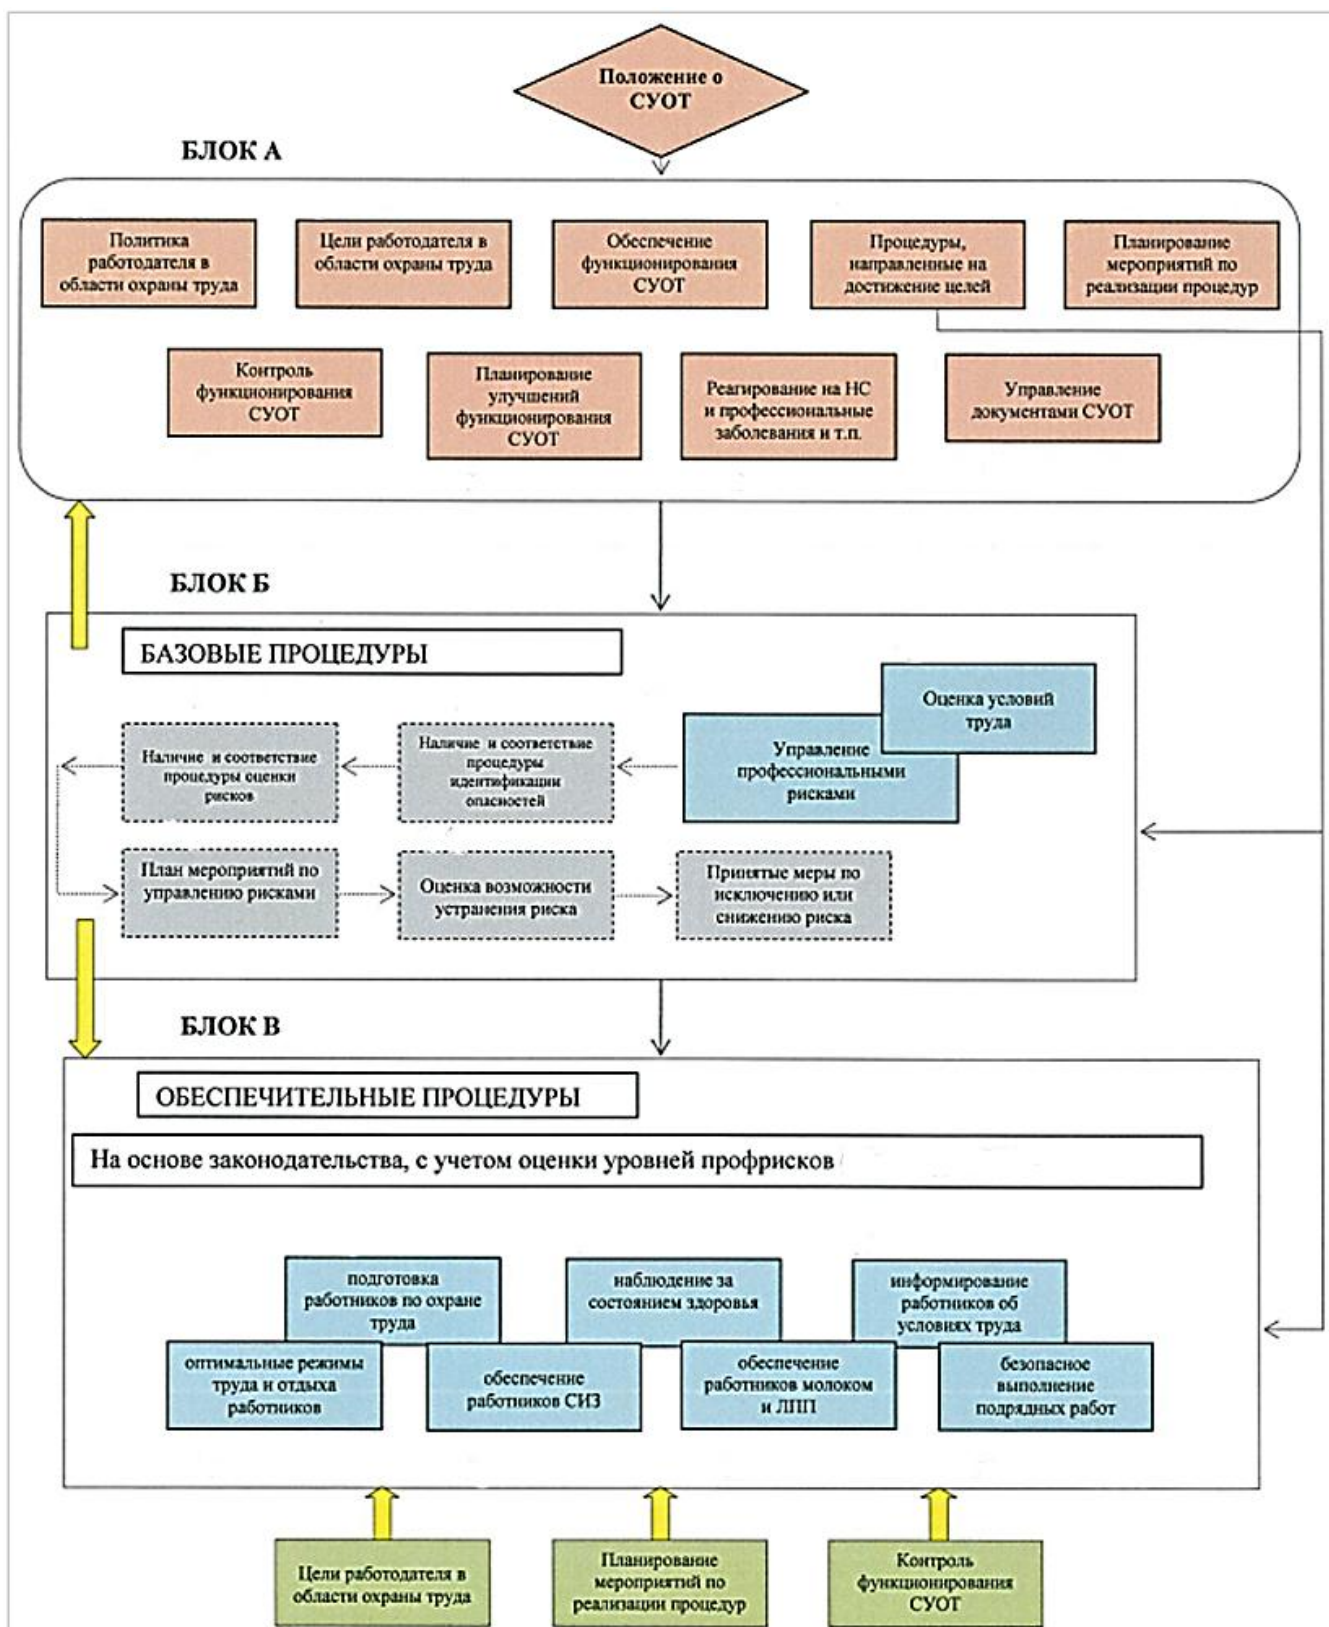 Положение о
СУОТ
БЛОК А
Политика
работодателя в
области охраны труда
Цели работодателя в
области охраны труда
Обеспечение
функционирования
СУОТ
Процедуры,
направленные на
достижение целей
Планирование
мероприятий по
реализации процедур
Контроль
функционирования
СУОТ
Планирование
улучшений
функционирования
СУОТ
Реагирование на НС
и профессиональные
заболевания и т.п.
Управление
документами СУОТ
БЛОК Б
БАЗОВЫЕ ПРОЦЕДУРЫ
Оценка условий
труда
Управление
профессиональными
рисками
Наличие и соответствие
процедуры
идентификации
опасностей
Наличие и соответствие
процедуры оценки
рисков
План мероприятий по
управлению рисками
Оценка возможности
устранения риска
Принятые меры по
исключению или
снижению риска
БЛОК В
ОБЕСПЕЧИТЕЛЬНЫЕ ПРОЦЕДУРЫ
На основе законодательства, с учетом оценки уровней профрисков
подготовка
работников по охране
труда
наблюдение за
состоянием здоровья
информирование
работников об
условиях труда
оптимальные режимы
труда и отдыха
работников
обеспечение
работников СИЗ
обеспечение
работников молоком
и ЛПП
безопасное
выполнение
подрядных работ
Цели работодателя в
области охраны труда
Планирование
мероприятий по
реализации процедур
Контроль
функционирования
СУОТ